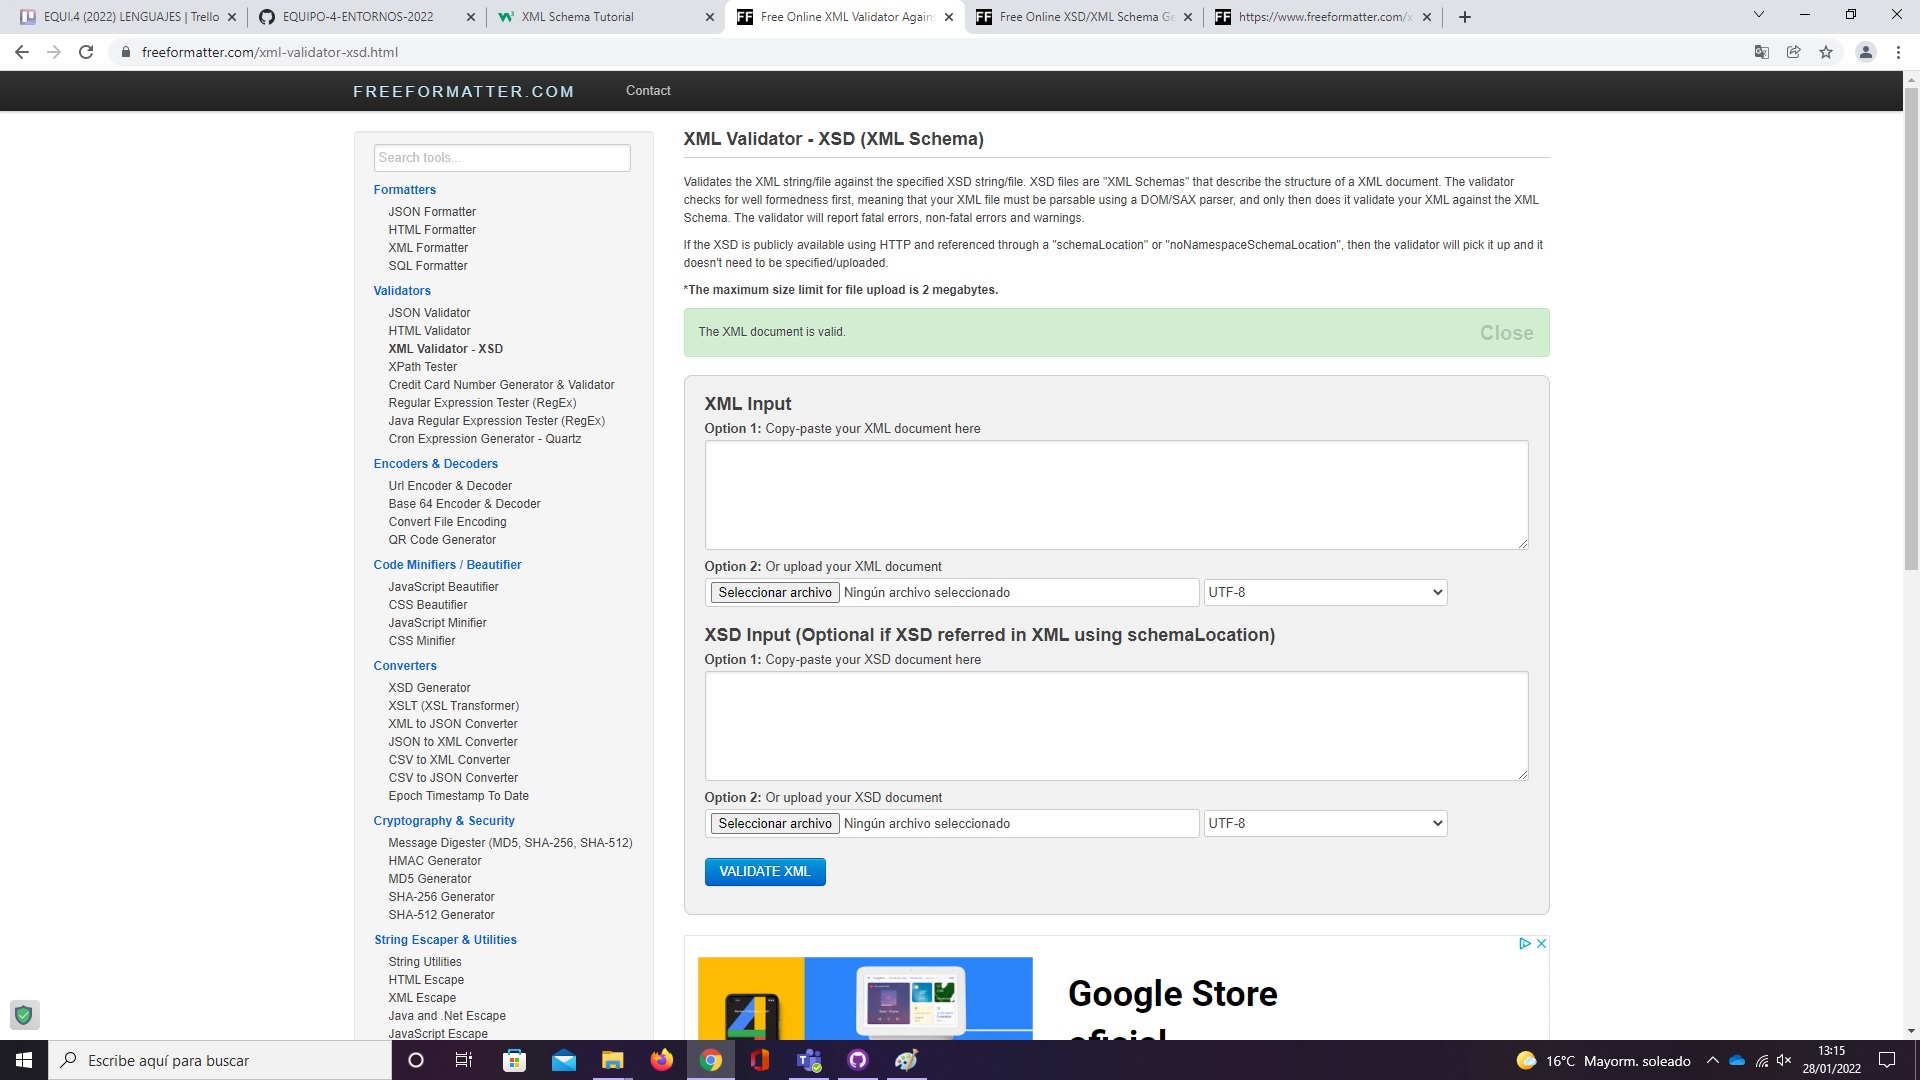 EQUI.4 (2022) LENGUAJES | Trello
EQUIPO-4-ENTORNOS-2022
XML Schema Tutorial
Free Online XML Validator Agains
Free Online XSD/XML Schema Ge
https://www.freeformatter.com/x
freeformatter.com/xml-validator-xsd.html
FREEFORMATTER.COM
Contact
Search tools...
Formatters
JSON Formatter
HTML Formatter
XML Formatter
SQL Formatter
Validators
JSON Validator
HTML Validator
XML Validator - XSD
XPath Tester
Credit Card Number Generator & Validator
Regular Expression Tester (RegEx)
Java Regular Expression Tester (RegEx)
Cron Expression Generator - Quartz
Encoders & Decoders
Url Encoder & Decoder
Base 64 Encoder & Decoder
Convert File Encoding
QR Code Generator
Code Minifiers / Beautifier
JavaScript Beautifier
CSS Beautifier
JavaScript Minifier
CSS Minifier
Converters
XSD Generator
XSLT (XSL Transformer)
XML to JSON Converter
JSON to XML Converter
CSV to XML Converter
CSV to JSON Converter
Epoch Timestamp To Date
Cryptography & Security
Message Digester (MD5, SHA-256, SHA-512)
HMAC Generator
MD5 Generator
SHA-256 Generator
SHA-512 Generator
String Escaper & Utilities
String Utilities
HTML Escape
XML Escape
Java and .Net Escape
JavaScript Escape
XML Validator - XSD (XML Schema)
Validates the XML string/file against the specified XSD string/file. XSD files are "XML Schemas" that describe the structure of a XML document. The validator
checks for well formedness first, meaning that your XML file must be parsable using a DOM/SAX parser, and only then does it validate your XML against the XML
Schema. The validator will report fatal errors, non-fatal errors and warnings.
If the XSD is publicly available using HTTP and referenced through a "schemaLocation" or "noNamespaceSchemaLocation", then the validator will pick it up and it
doesn't need to be specified/uploaded.
*The maximum size limit for file upload is 2 megabytes.
The XML document is valid.
Close
XML Input
Option 1: Copy-paste your XML document here
Option 2: Or upload your XML document
Seleccionar archivo Ningún archivo seleccionado
UTF-8
XSD Input (Optional if XSD referred in XML using schemaLocation)
Option 1: Copy-paste your XSD document here
Option 2: Or upload your XSD document
Seleccionar archivo Ningún archivo seleccionado
UTF-8
VALIDATE XML
Google Store
oficial
Escribe aquí para buscar
16°C Mayorm. soleado
13:15
28/01/2022